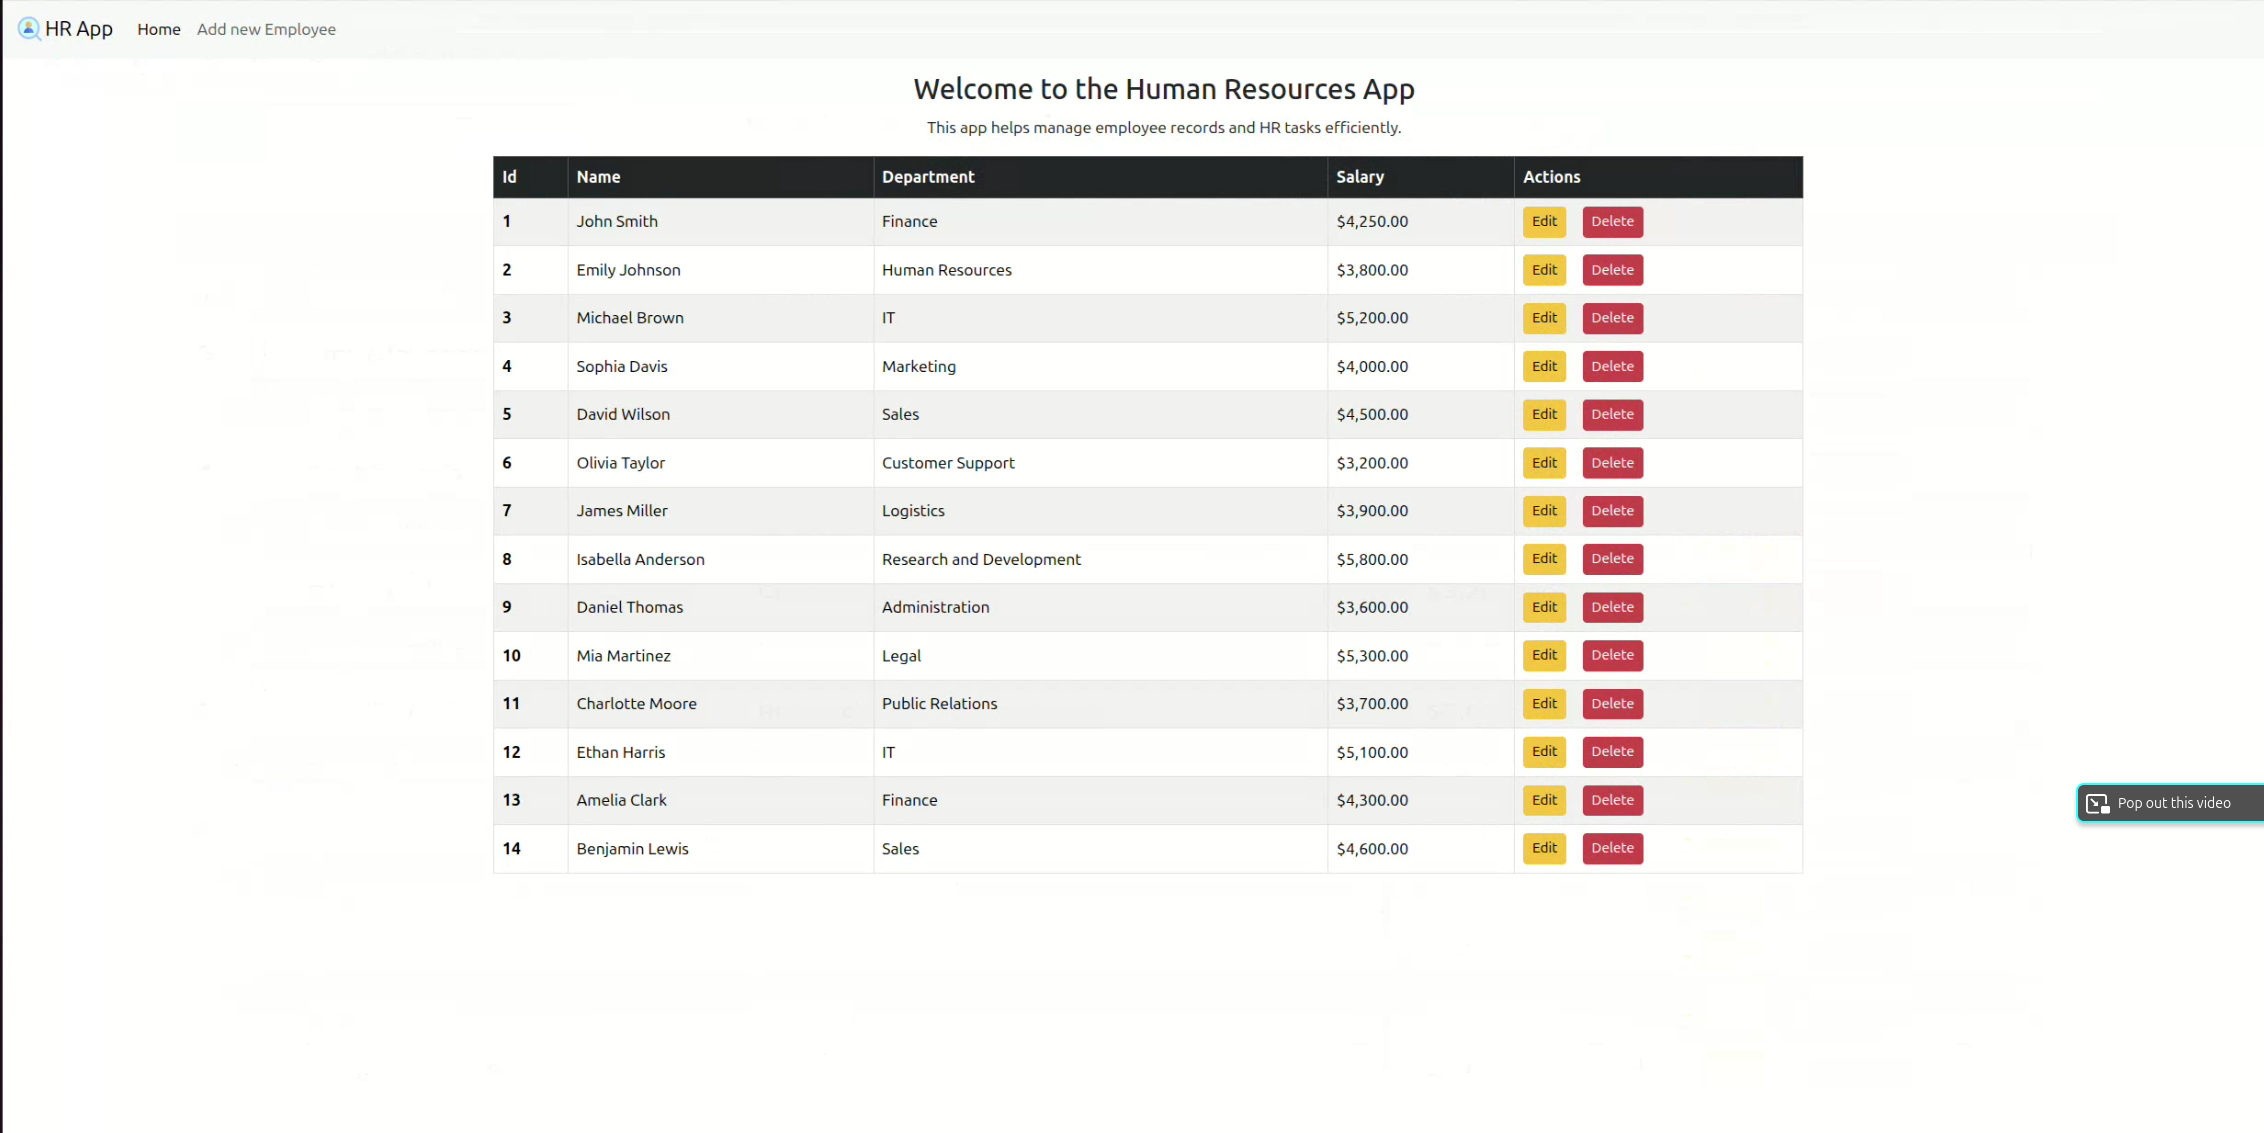 HR App Home Add new Employee
Welcome to the Human Resources App
This app helps manage employee records and HR tasks efficiently.
Id Name Department Salary Actions
1 John Smith Finance $4,250.00 Edit Delete
2 Emily Johnson Human Resources $3,800.00 Edit Delete
3 Michael Brown IT $5,200.00 Edit Delete
4 Sophia Davis Marketing $4,000.00 Edit Delete
5 David Wilson Sales $4,500.00 Edit Delete
6 Olivia Taylor Customer Support $3,200.00 Edit Delete
7 James Miller Logistics $3,900.00 Edit Delete
8 Isabella Anderson Research and Development $5,800.00 Edit Delete
9 Daniel Thomas Administration $3,600.00 Edit Delete
10 Mia Martinez Legal $5,300.00 Edit Delete
11 Charlotte Moore Public Relations $3,700.00 Edit Delete
12 Ethan Harris IT $5,100.00 Edit Delete
13 Amelia Clark Finance $4,300.00 Edit Delete
Pop out this video
14 Benjamin Lewis Sales $4,600.00 Edit Delete